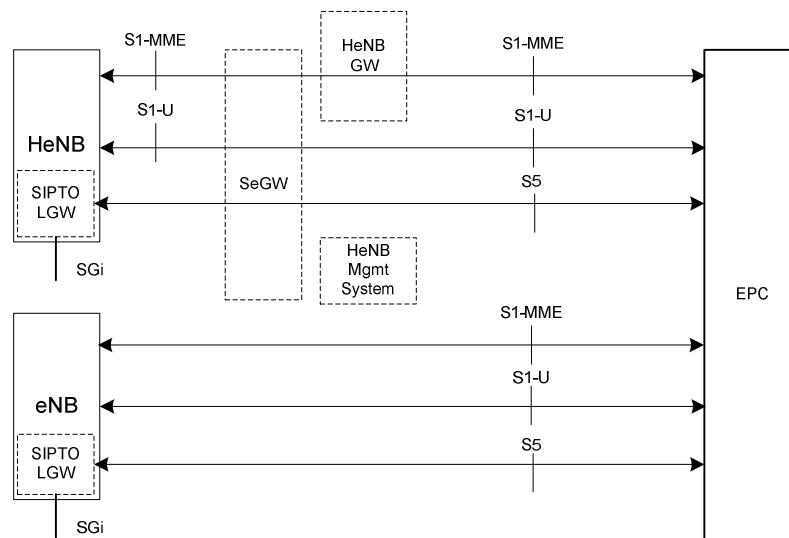 S1-MME
HeNB
GW
S1-MME
S1-U
S1-U
HeNB
SeGW
S5
SIPTO
LGW
SGi
HeNB
Mgmt
System
EPC
S1-MME
S1-U
eNB
S5
SIPTO
LGW
SGi